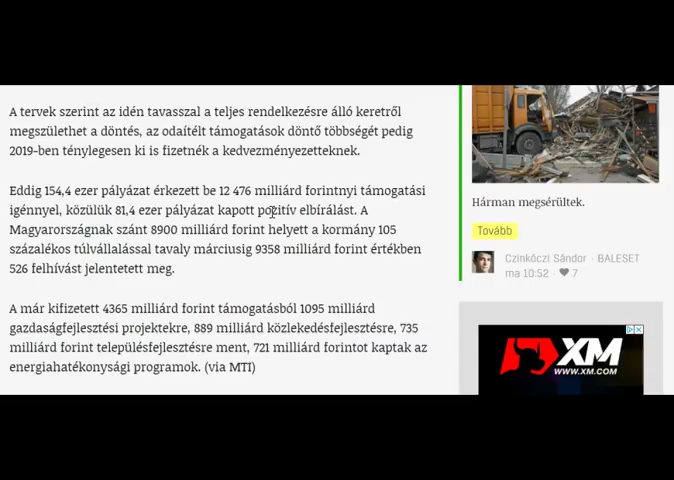 A tervek szerint az idén tavasszal a teljes rendelkezésre álló keretről
megszülethet a döntés, az odaítélt támogatások döntő többségét pedig
2019-ben ténylegesen ki is fizetnék a kedvezményezetteknek.
Eddig 154,4 ezer pályázat érkezett be 12 476 milliárd forintnyi támogatási
igénnyel, közülük 81,4 ezer pályázat kapott pozitív elbírálást. A
Magyarországnak szánt 8900 milliárd forint helyett a kormány 105
százalékos túlvállalással tavaly márciusig 9358 milliárd forint értékben
526 felhívást jelentetett meg.
A már kifizetett 4365 milliárd forint támogatásból 1095 milliárd
gazdaságfejlesztési projektekre, 889 milliárd közlekedésfejlesztésre, 735
milliárd forint településfejlesztésre ment, 721 milliárd forintot kaptak az
energiahatékonysági programok. (via MTI)
Hárman megsérültek.
Tovább
Czinkóczi Sándor · BALESET
ma 10:52 · 7
XM
WWW.XM.COM